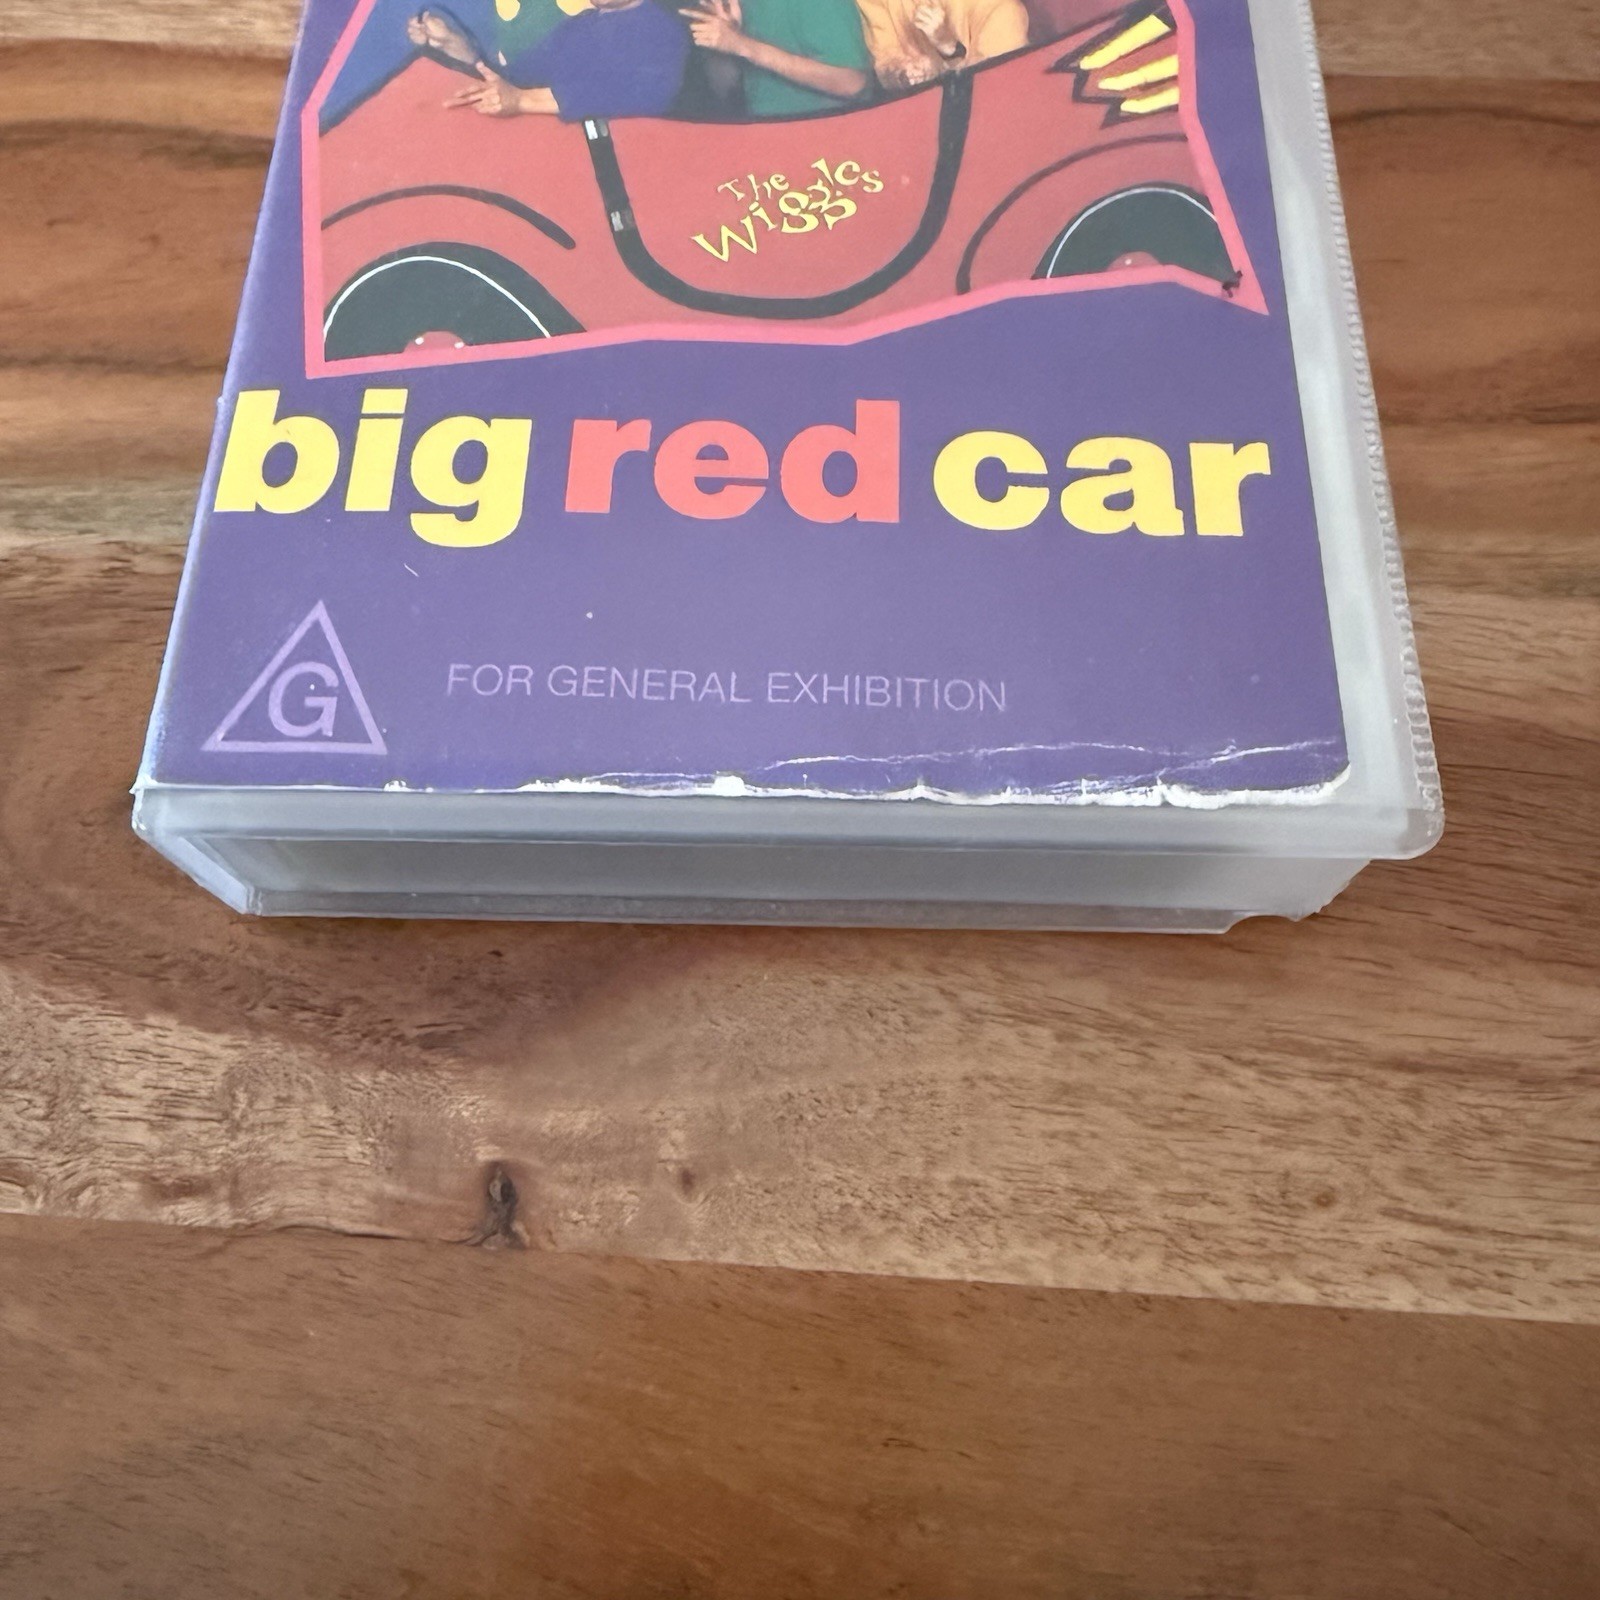 The
Wiggles
big red car
G
FOR GENERAL EXHIBITION